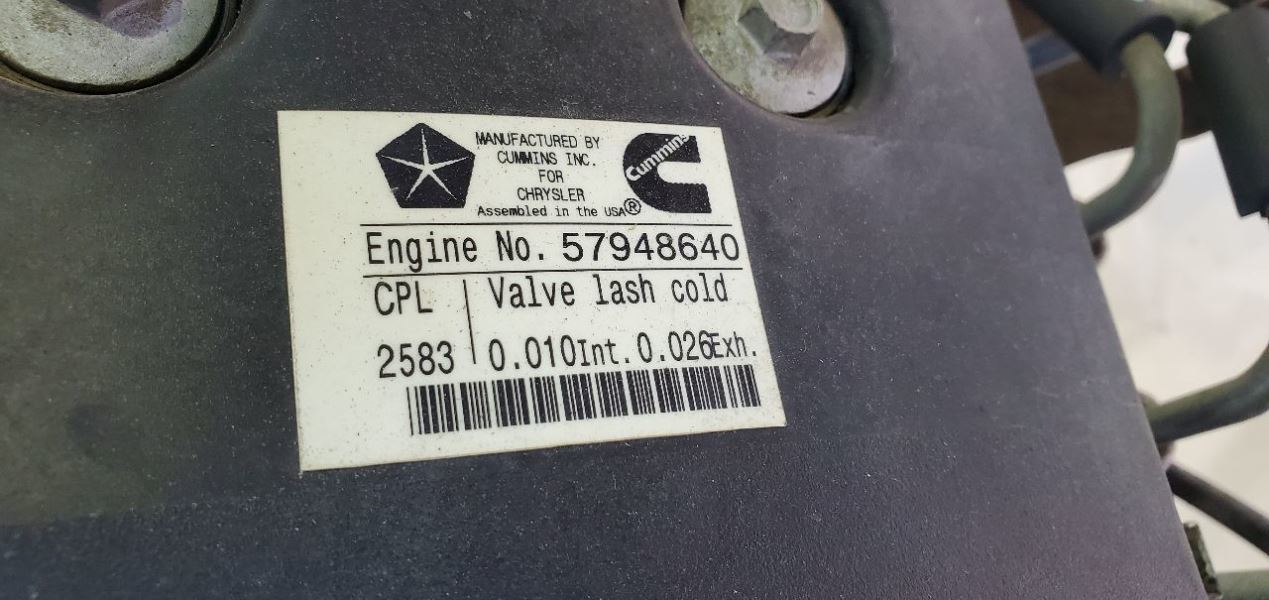 MANUFACTURED BY
CUMMINS INC.
FOR
CHRYSLER
Assembled in the USA
Cummins
®
Engine No. 57948640
CPL
Valve lash cold
2583
0.010Int. 0.026Exh.